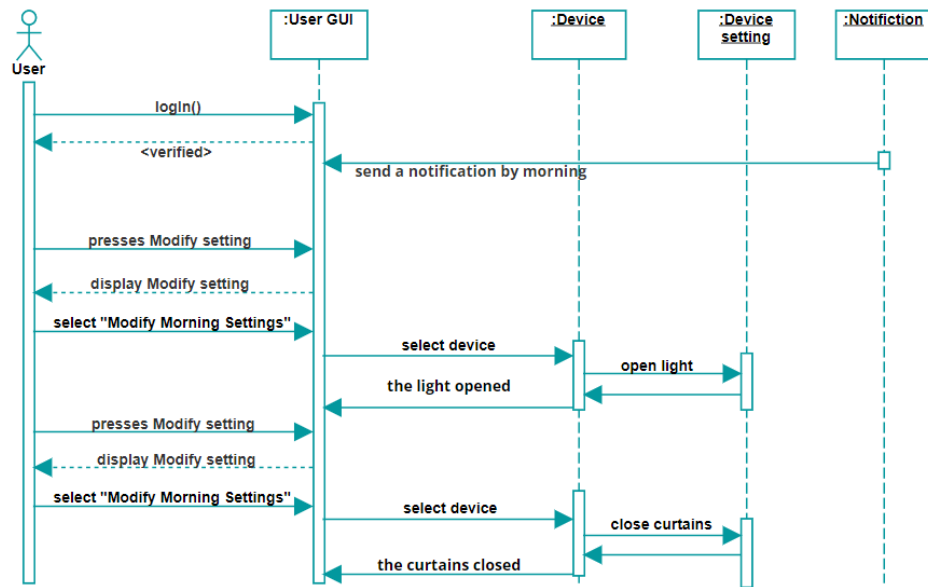 :User GUI
:Device
:Device
setting
:Notifiction
User
logIn()
<verified>
send a notification by morning
presses Modify setting
display Modify setting
select "Modify Morning Settings"
select device
open light
the light opened
presses Modify setting
display Modify setting
select "Modify Morning Settings"
select device
close curtains
the curtains closed